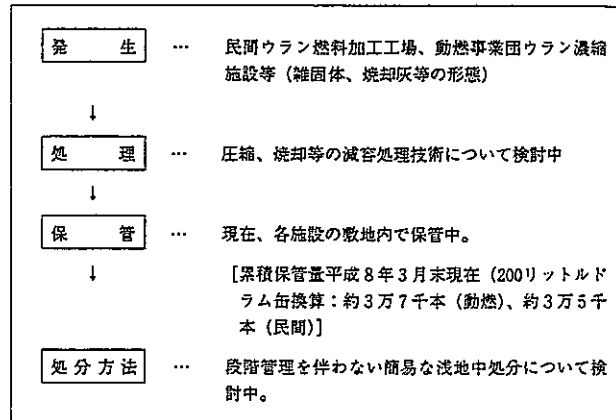 発 生 … 民間ウラン燃料加工工場、動燃事業団ウラン濃縮
施設等(雑固体、焼却灰等の形態)
↓
処 理 … 圧縮、焼却等の減容処理技術について検討中
↓
保 管 … 現在、各施設の敷地内で保管中。
↓
[累積保管量平成8年3月末現在(200リットルド
ラム缶換算:約3万7千本(動燃)、約3万5千
本(民間)]
処分方法 … 段階管理を伴わない簡易な浅地中処分について検
討中。